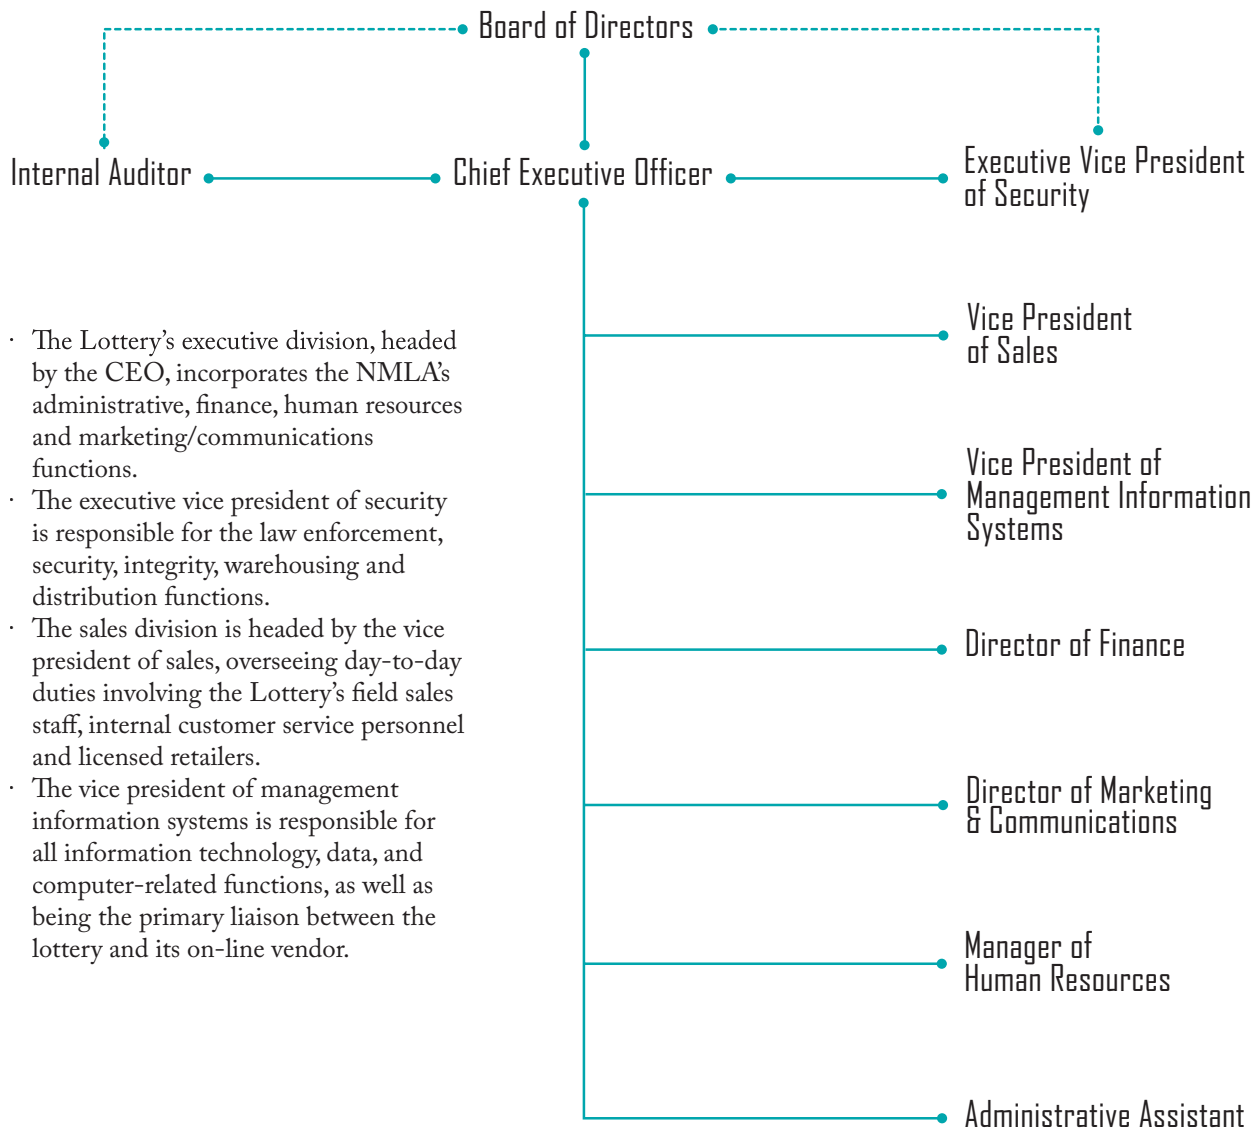 Board of Directors
Internal Auditor
Chief Executive Officer
Executive Vice President
of Security
Vice President
of Sales
Vice President of
Management Information
Systems
Director of Finance
Director of Marketing
& Communications
Manager of
Human Resources
Administrative Assistant
· The Lottery’s executive division, headed
by the CEO, incorporates the NMLA’s
administrative, finance, human resources
and marketing/communications
functions.
· The executive vice president of security
is responsible for the law enforcement,
security, integrity, warehousing and
distribution functions.
· The sales division is headed by the vice
president of sales, overseeing day-to-day
duties involving the Lottery’s field sales
staff, internal customer service personnel
and licensed retailers.
· The vice president of management
information systems is responsible for
all information technology, data, and
computer-related functions, as well as
being the primary liaison between the
lottery and its on-line vendor.